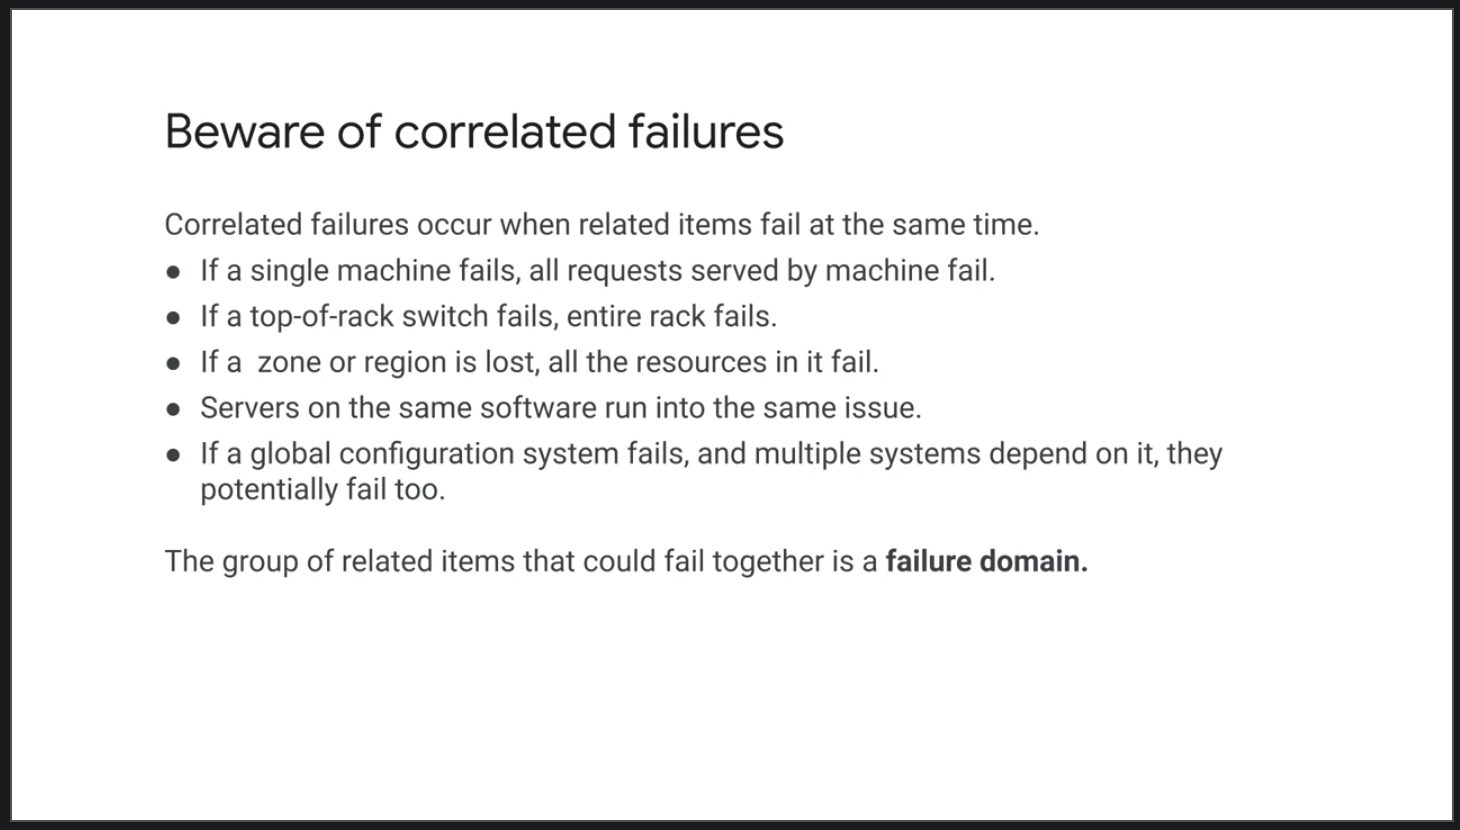 Beware of correlated failures
Correlated failures occur when related items fail at the same time.
● If a single machine fails, all requests served by machine fail.
● If a top-of-rack switch fails, entire rack fails.
● If a  zone or region is lost, all the resources in it fail.
● Servers on the same software run into the same issue.
● If a global configuration system fails, and multiple systems depend on it, they
potentially fail too.
The group of related items that could fail together is a failure domain.